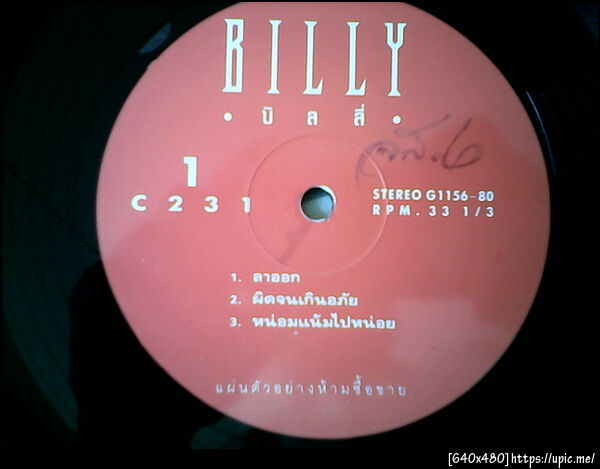 BILLY
• บิลลี่ •
1
C 2 3 1
STEREO G1156-80
RPM. 33 1/3
1. ลาออก
2. ผิดจนเกินอภัย
3. หน่อมแน้มไปหน่อย
แผ่นตัวอย่างห้ามซื้อขาย
[640x480]https://upic.me/